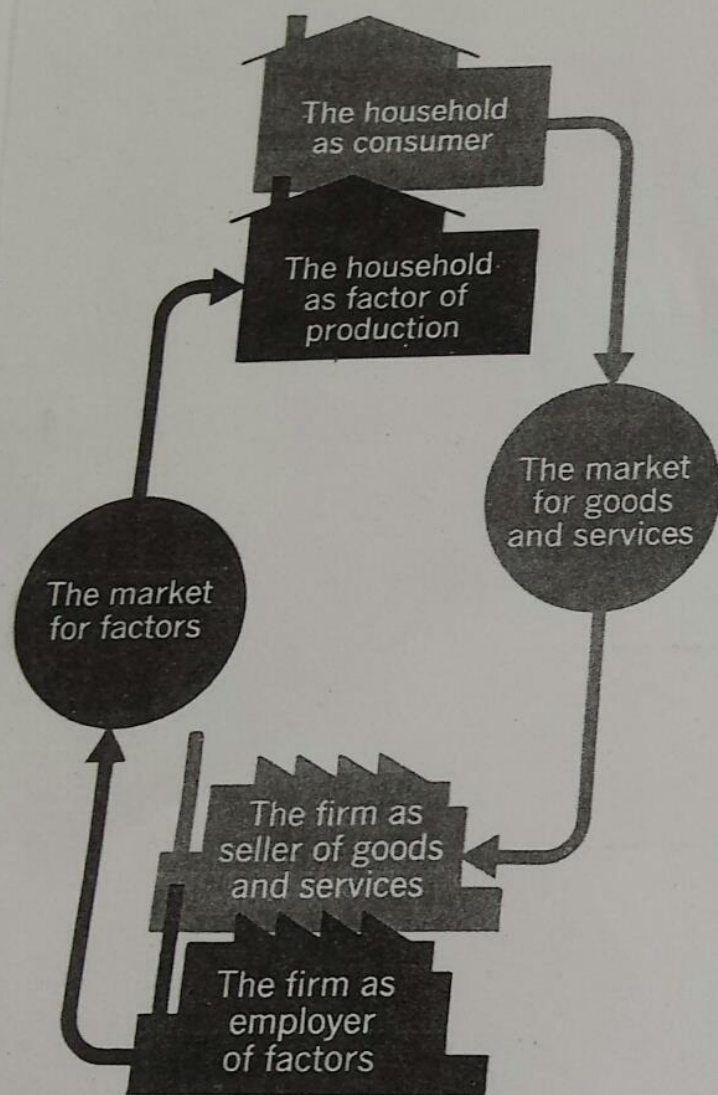 The household
as consumer
The household
as factor of
production
The market
for goods
and services
The market
for factors
The firm as
seller of goods
and services
The firm as
employer
of factors